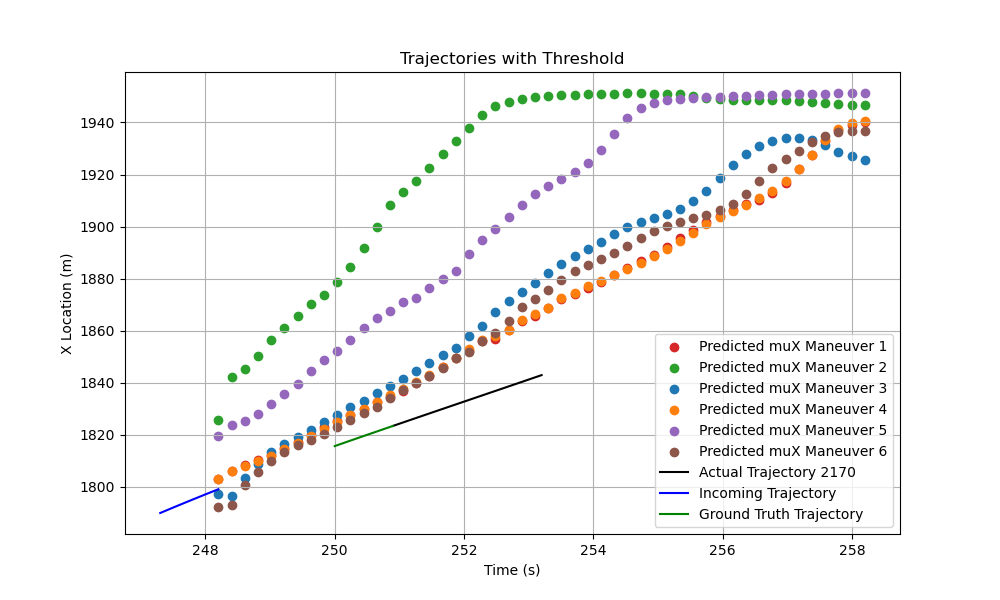 Trajectories with Threshold
X Location (m)
1940
1920
1900
1880
1860
1840
1820
1800
248
250
252
254
256
258
Time (s)
Predicted muX Maneuver 1
Predicted muX Maneuver 2
Predicted muX Maneuver 3
Predicted muX Maneuver 4
Predicted muX Maneuver 5
Predicted muX Maneuver 6
Actual Trajectory 2170
Incoming Trajectory
Ground Truth Trajectory